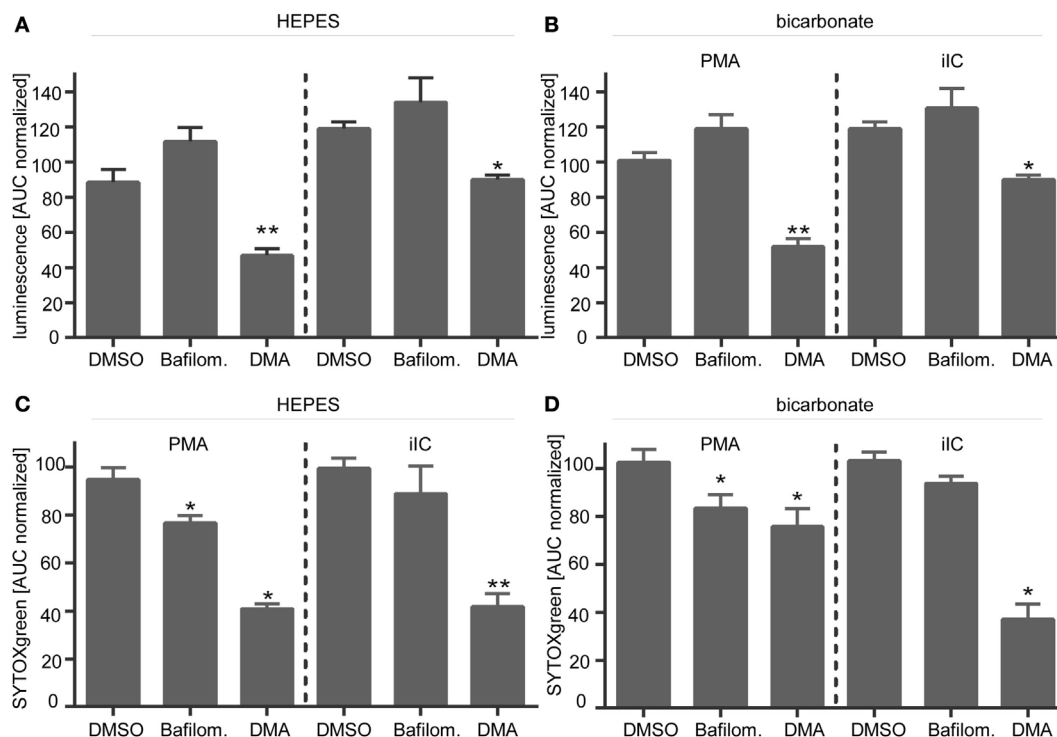 A
HEPES
luminescence [AUC normalized]
140
120
100
80
60
40
20
0
**
*
DMSO Bafilom. DMA DMSO Bafilom. DMA
B
bicarbonate
PMA iIC
luminescence [AUC normalized]
140
120
100
80
60
40
20
0
**
*
DMSO Bafilom. DMA DMSO Bafilom. DMA
C
HEPES
PMA iIC
SYTOXgreen [AUC normalized]
100
80
60
40
20
0
*
*
**
DMSO Bafilom. DMA DMSO Bafilom. DMA
D
bicarbonate
PMA iIC
SYTOXgreen [AUC normalized]
100
80
60
40
20
0
*
*
*
DMSO Bafilom. DMA DMSO Bafilom. DMA